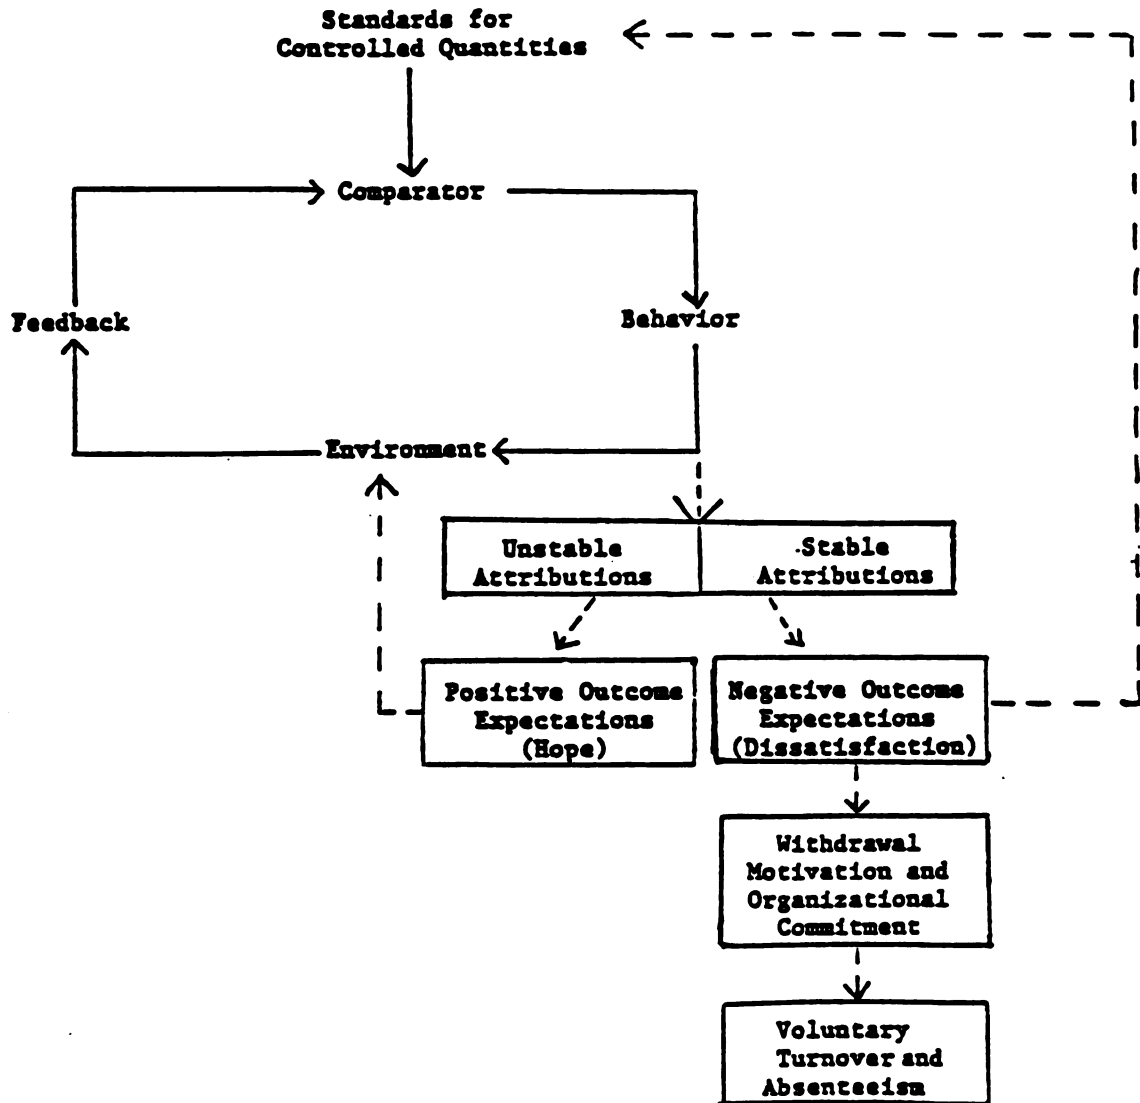 Standards for
Controlled Quantities
Comparator
Feedback
Behavior
Environment
Unstable
Attributions
Stable
Attributions
Positive Outcome
Expectations
(Hope)
Negative Outcome
Expectations
(Dissatisfaction)
Withdrawal
Motivation and
Organizational
Commitment
Voluntary
Turnover and
Absenteeism